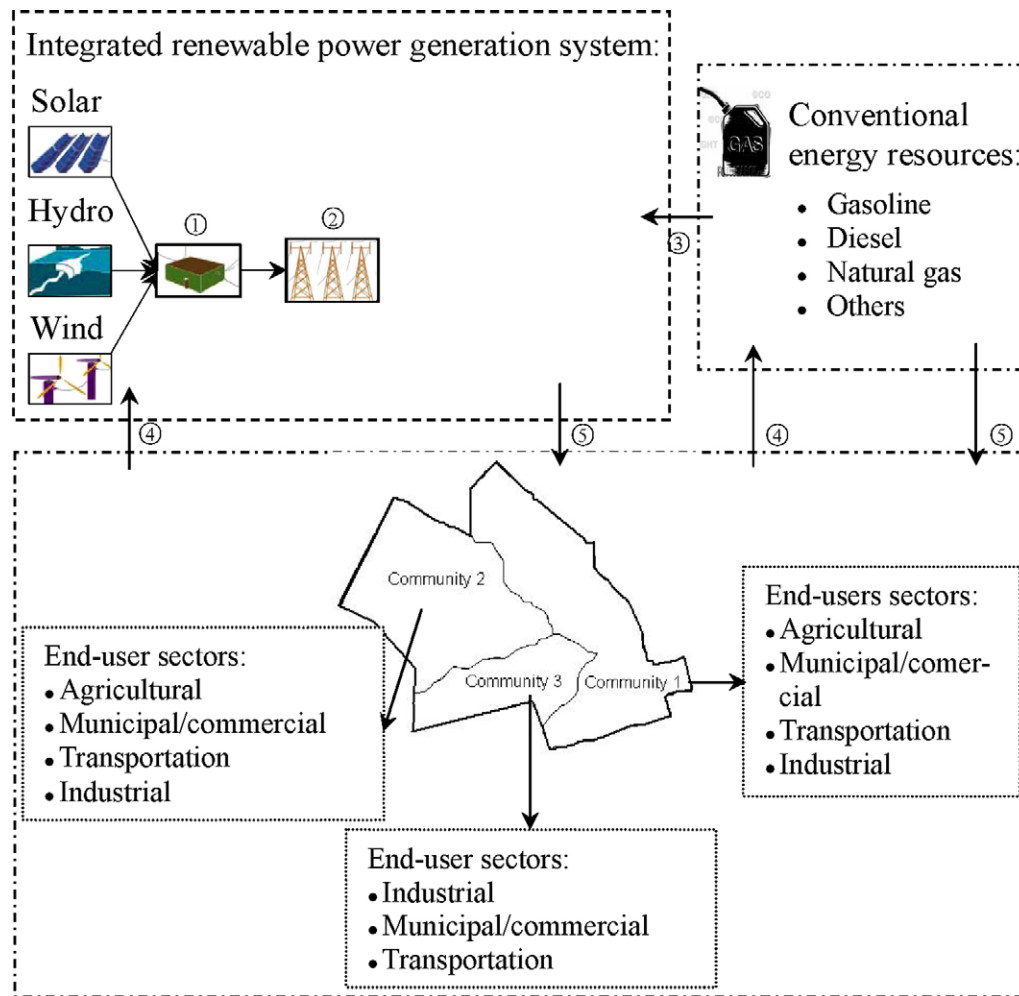 Integrated renewable power generation system:
Solar
Hydro
Wind
①
②
③
Conventional
energy resources:
• Gasoline
• Diesel
• Natural gas
• Others
GAS
④
⑤
④
⑤
Community 2
Community 3
Community 1
End-user sectors:
• Agricultural
• Municipal/commercial
• Transportation
• Industrial
End-users sectors:
• Agricultural
• Municipal/comer-
cial
• Transportation
• Industrial
End-user sectors:
• Industrial
• Municipal/commercial
• Transportation